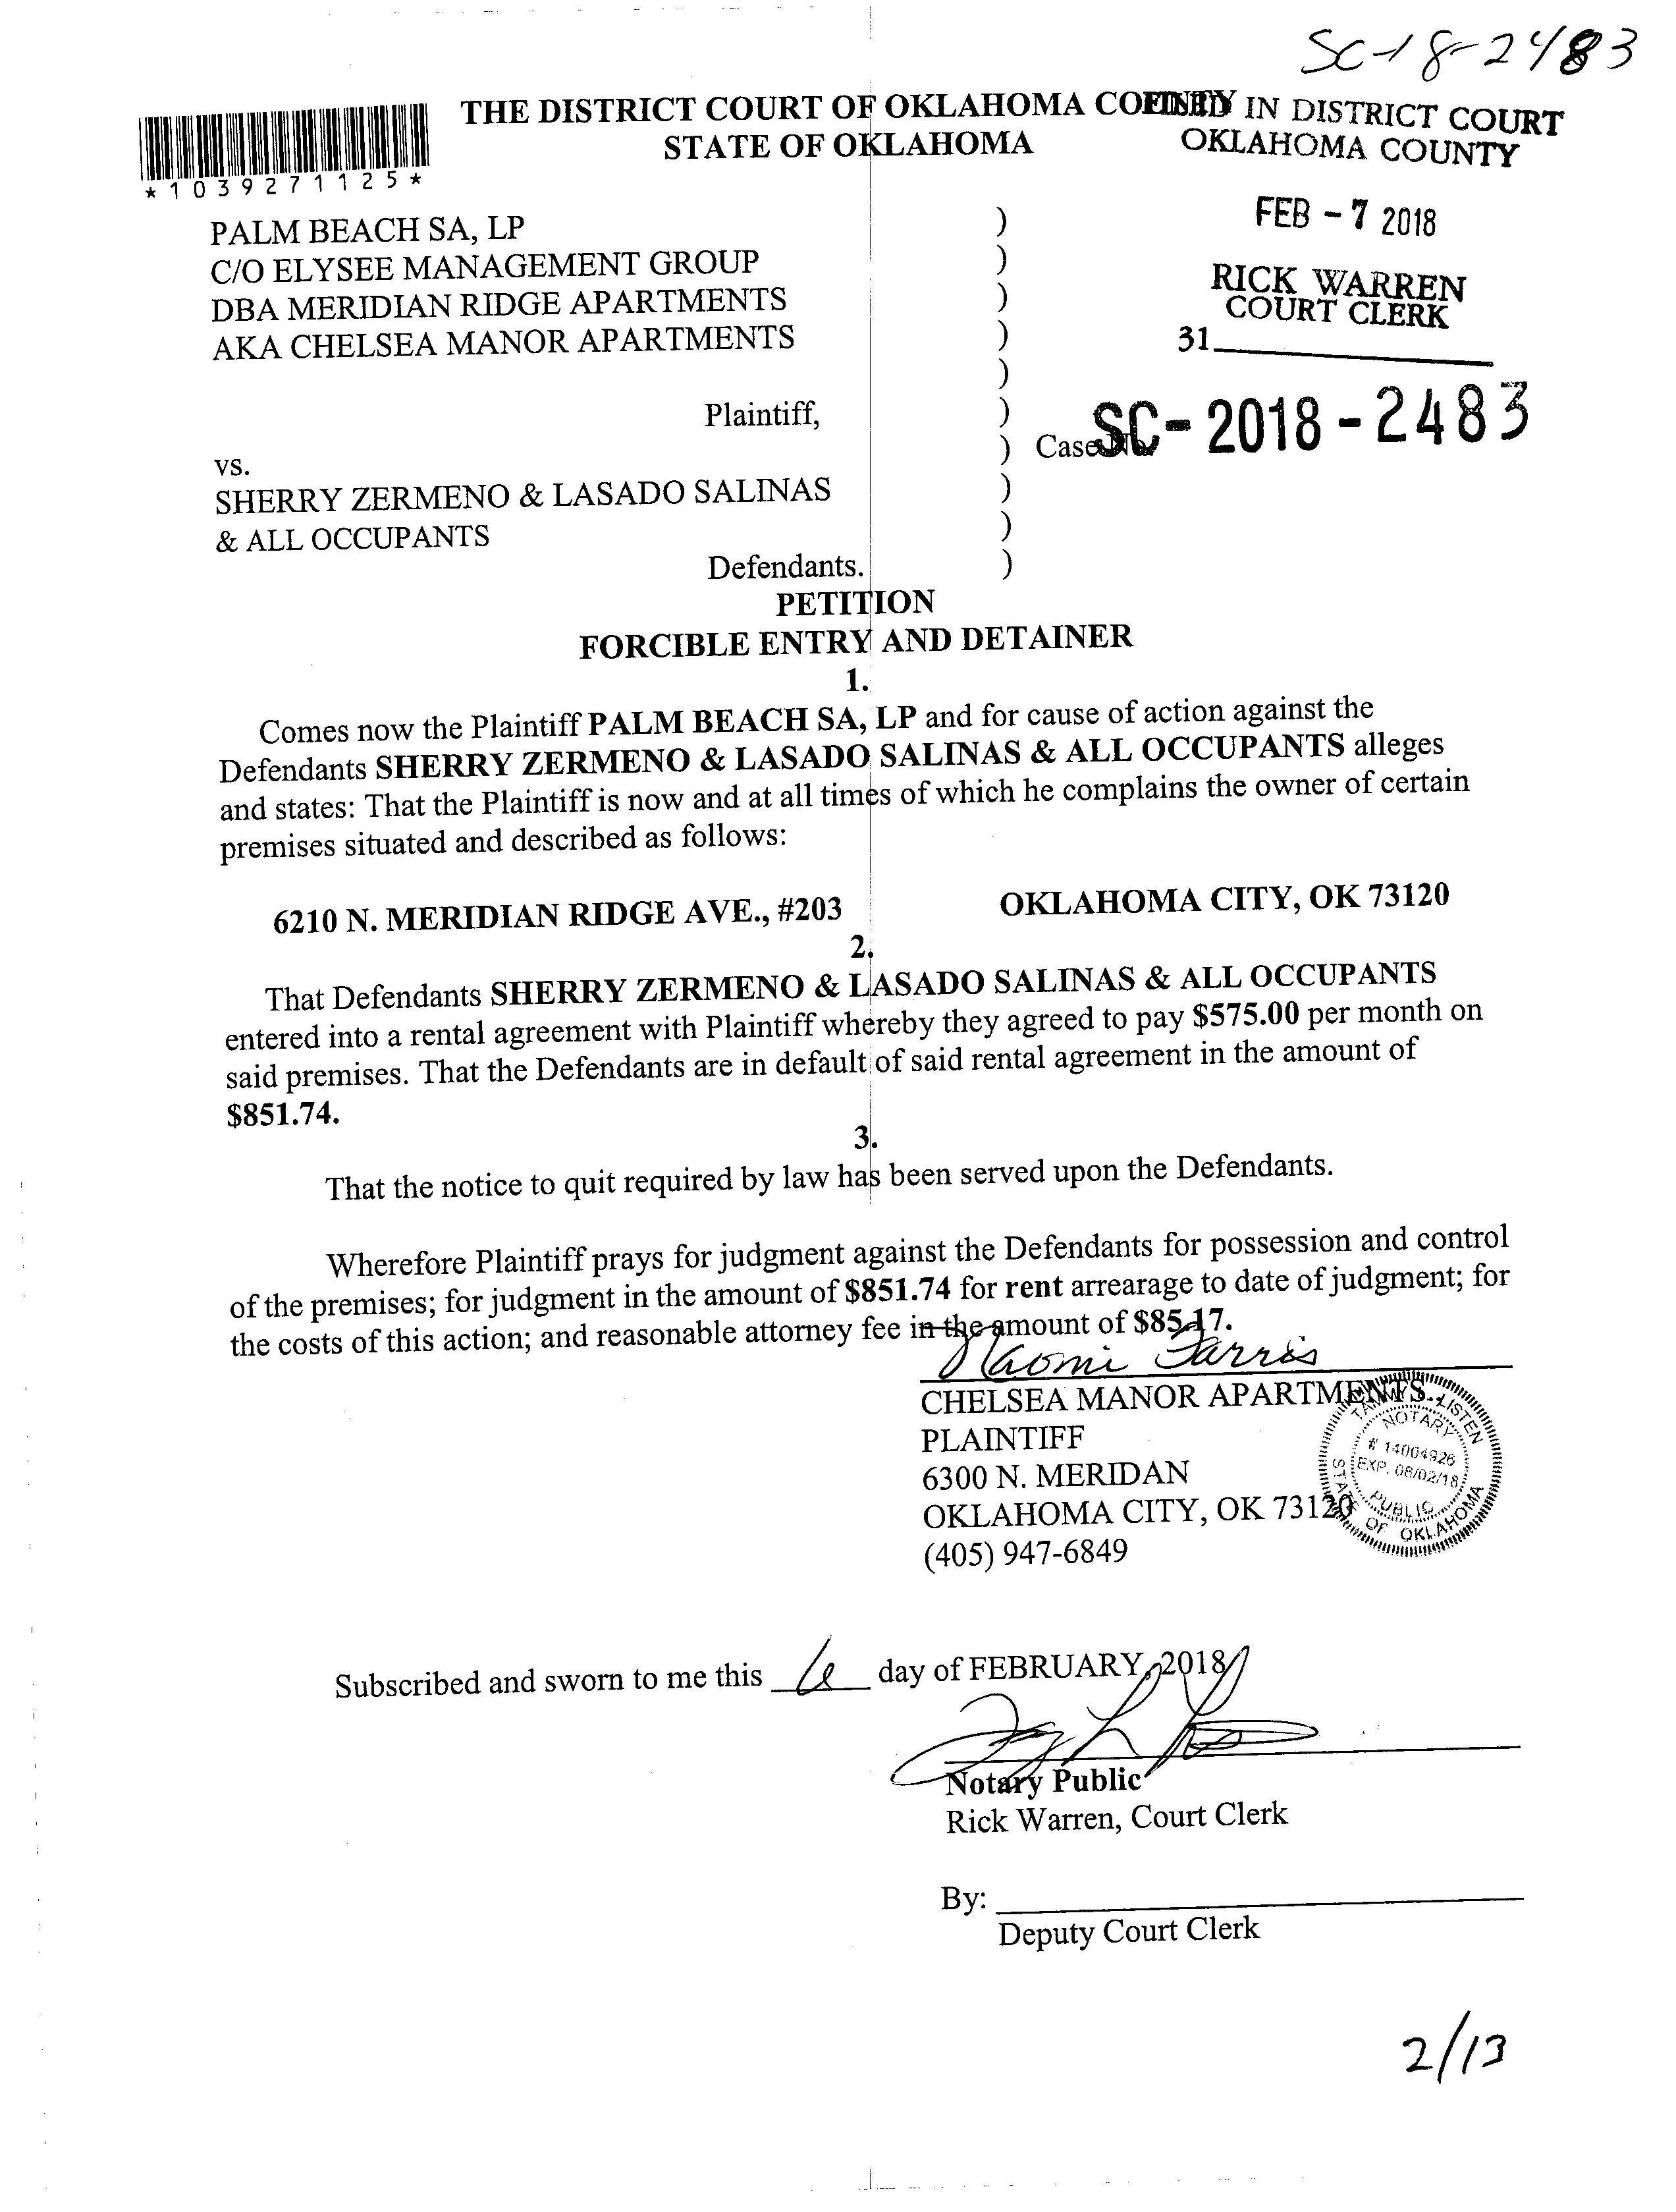 SC-18-2483
THE DISTRICT COURT OF OKLAHOMA COUNTY
STATE OF OKLAHOMA
FILED IN DISTRICT COURT
OKLAHOMA COUNTY
*1039271125*
FEB - 7 2018
RICK WARREN
COURT CLERK
31
PALM BEACH SA, LP )
C/O ELYSEE MANAGEMENT GROUP )
DBA MERIDIAN RIDGE APARTMENTS )
AKA CHELSEA MANOR APARTMENTS )
)
Plaintiff, )
) Case No. SC-2018-2483
vs.
SHERRY ZERMENO & LASADO SALINAS )
& ALL OCCUPANTS )
Defendants. )
PETITION
FORCIBLE ENTRY AND DETAINER
1.
Comes now the Plaintiff PALM BEACH SA, LP and for cause of action against the
Defendants SHERRY ZERMENO & LASADO SALINAS & ALL OCCUPANTS alleges
and states: That the Plaintiff is now and at all times of which he complains the owner of certain
premises situated and described as follows:
6210 N. MERIDIAN RIDGE AVE., #203 OKLAHOMA CITY, OK 73120
2.
That Defendants SHERRY ZERMENO & LASADO SALINAS & ALL OCCUPANTS
entered into a rental agreement with Plaintiff whereby they agreed to pay $575.00 per month on
said premises. That the Defendants are in default of said rental agreement in the amount of
$851.74.
3.
That the notice to quit required by law has been served upon the Defendants.
Wherefore Plaintiff prays for judgment against the Defendants for possession and control
of the premises; for judgment in the amount of $851.74 for rent arrearage to date of judgment; for
the costs of this action; and reasonable attorney fee in the amount of $85.17.
Naomi Farris
CHELSEA MANOR APARTMENTS
PLAINTIFF
6300 N. MERIDAN
OKLAHOMA CITY, OK 73120
(405) 947-6849
NOTARY
# 14004926
EXP. 08/02/18
PUBLIC
STATE OF OKLAHOMA
Subscribed and sworn to me this 6 day of FEBRUARY, 2018
Notary Public
Rick Warren, Court Clerk
By:
Deputy Court Clerk
2/13